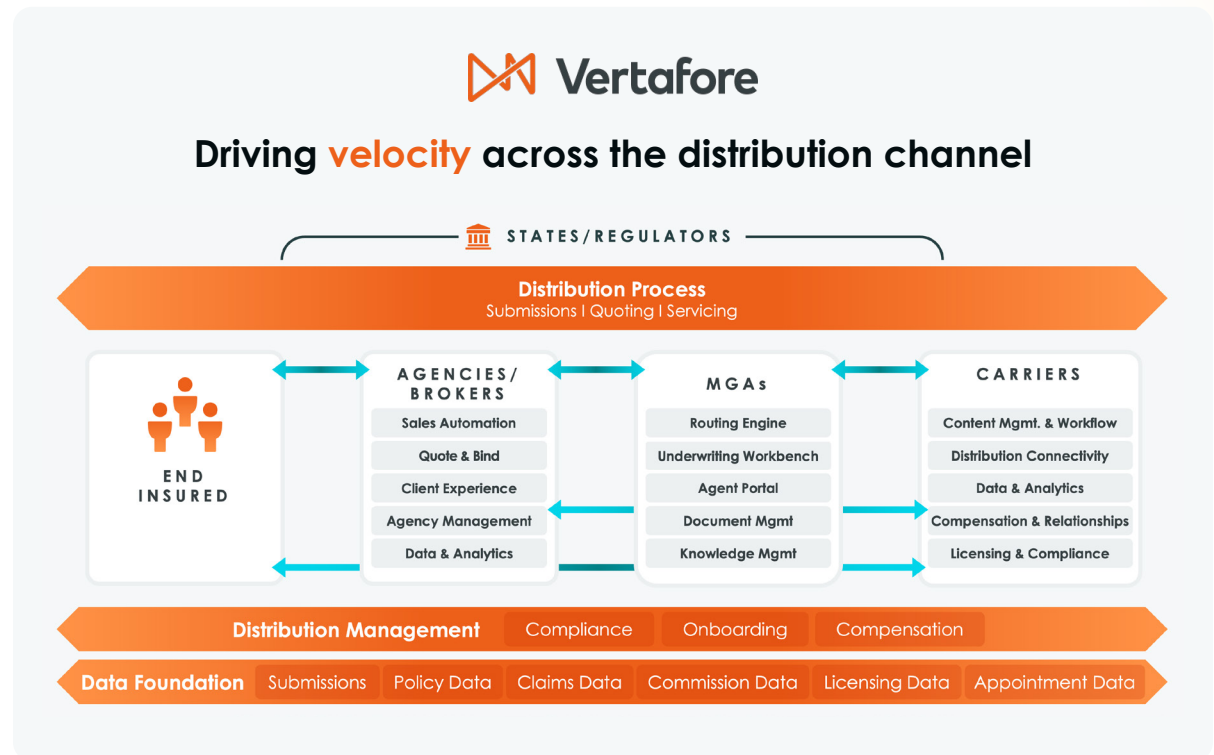 Vertafore
Driving velocity across the distribution channel
STATES/REGULATORS
Distribution Process
Submissions I Quoting I Servicing
END
INSURED
AGENCIES/
BROKERS
Sales Automation
Quote & Bind
Client Experience
Agency Management
Data & Analytics
MGAs
Routing Engine
Underwriting Workbench
Agent Portal
Document Mgmt
Knowledge Mgmt
CARRIERS
Content Mgmt. & Workflow
Distribution Connectivity
Data & Analytics
Compensation & Relationships
Licensing & Compliance
Distribution Management Compliance Onboarding Compensation
Data Foundation Submissions Policy Data Claims Data Commission Data Licensing Data Appointment Data